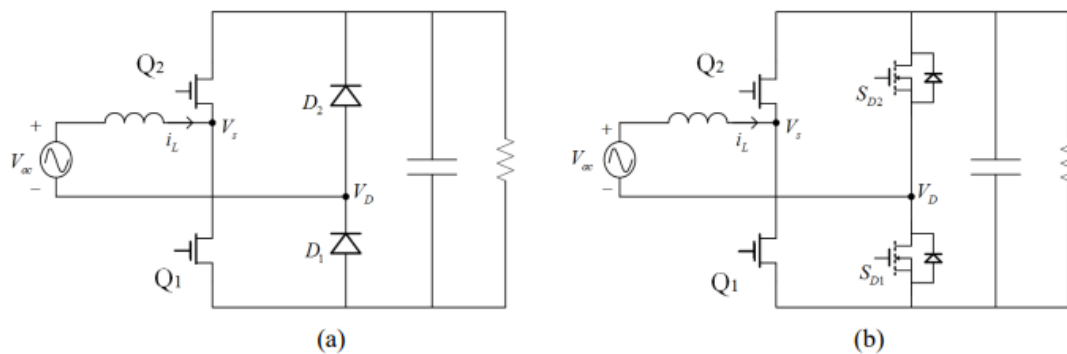 Q2
D2
+
iL
Vs
Vac
−
VD
D1
Q1
(a)
Q2
SD2
+
iL
Vs
Vac
−
VD
SD1
Q1
(b)